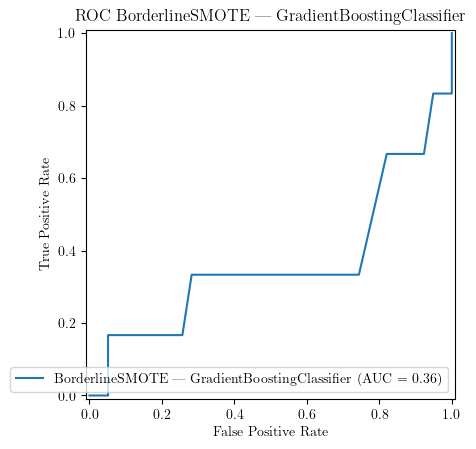 ROC BorderlineSMOTE — GradientBoostingClassifier
1.0
0.8
0.6
0.4
0.2
0.0
True Positive Rate
BorderlineSMOTE — GradientBoostingClassifier (AUC = 0.36)
0.0 0.2 0.4 0.6 0.8 1.0
False Positive Rate